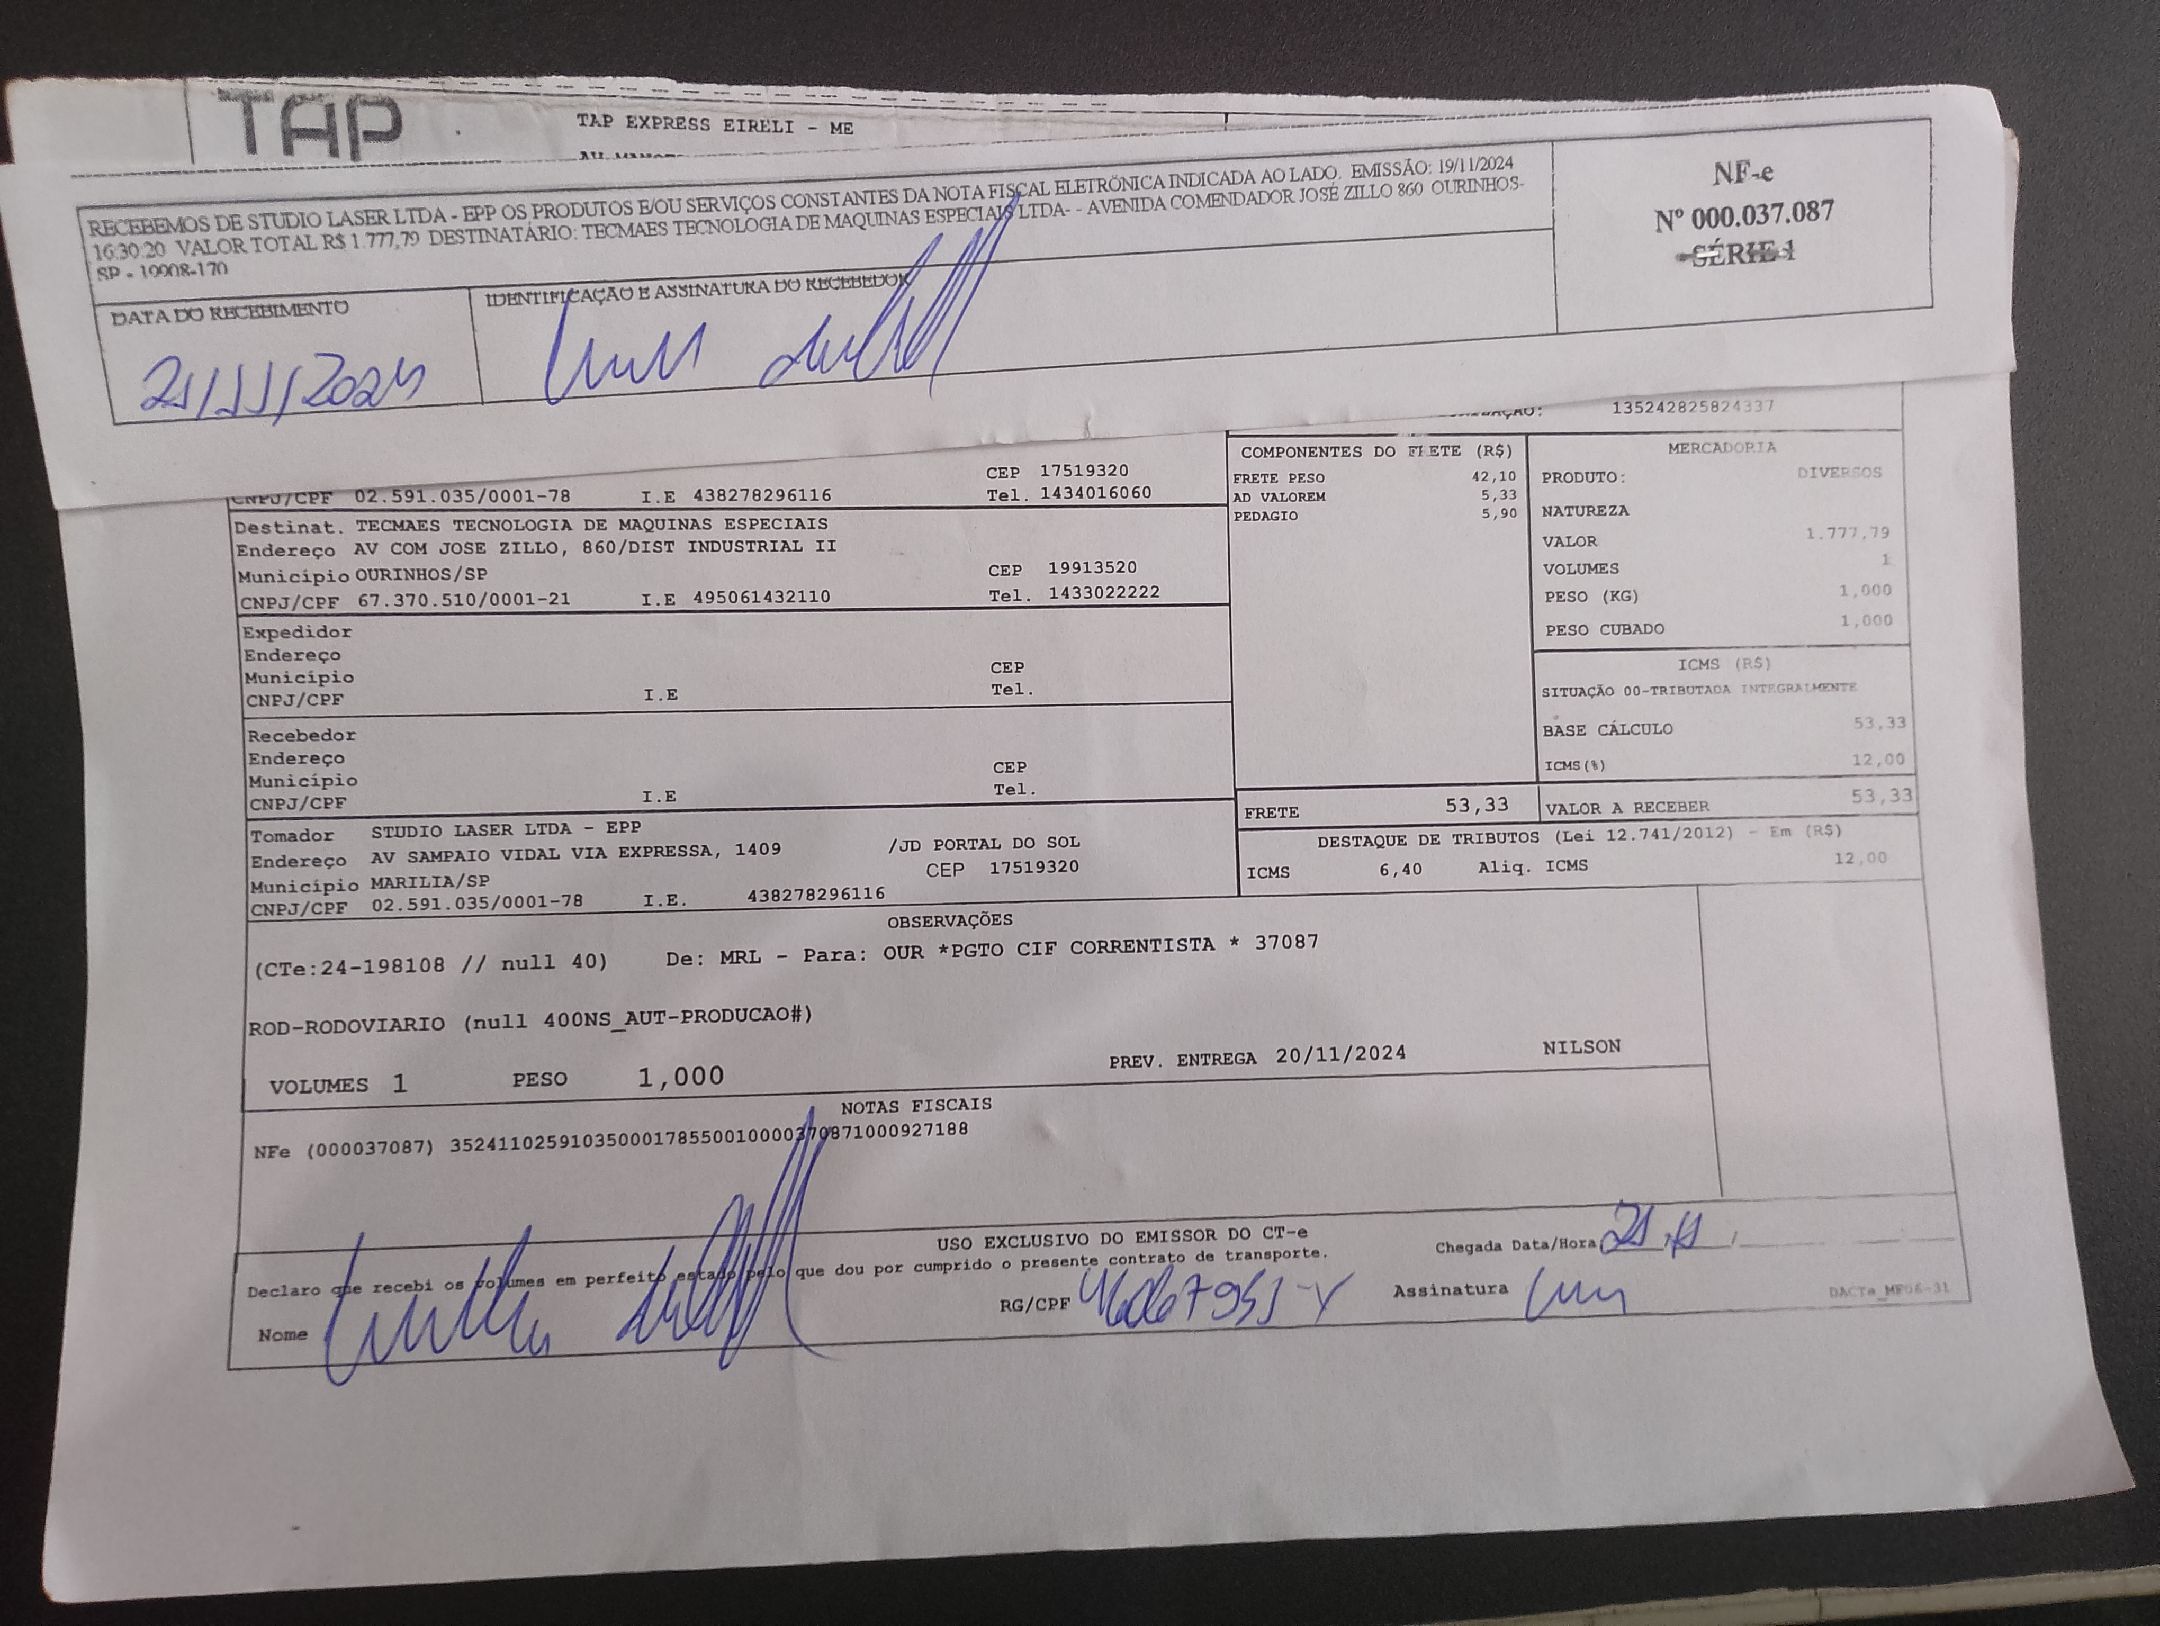 TAP
TAP EXPRESS EIRELI - ME
RECEBEMOS DE STUDIO LASER LTDA - EPP OS PRODUTOS E/OU SERVIÇOS CONSTANTES DA NOTA FISCAL ELETRÔNICA INDICADA AO LADO. EMISSÃO: 19/11/2024
16:30:20 VALOR TOTAL R$ 1.777,79 DESTINATÁRIO: TECMAES TECNOLOGIA DE MAQUINAS ESPECIAIS LTDA- - AVENIDA COMENDADOR JOSÉ ZILLO 860 OURINHOS-
SP - 19908-170
NF-e
Nº 000.037.087
SÉRIE 1
DATA DO RECEBIMENTO
IDENTIFICAÇÃO E ASSINATURA DO RECEBEDOR
21/11/2024
135242825824337
CEP 17519320
CNPJ/CPF 02.591.035/0001-78 I.E 438278296116 Tel. 1434016060
Destinat. TECMAES TECNOLOGIA DE MAQUINAS ESPECIAIS
Endereço AV COM JOSE ZILLO, 860/DIST INDUSTRIAL II
Município OURINHOS/SP CEP 19913520
CNPJ/CPF 67.370.510/0001-21 I.E 495061432110 Tel. 1433022222
Expedidor
Endereço
Município CEP
CNPJ/CPF I.E Tel.
Recebedor
Endereço
Município CEP
CNPJ/CPF I.E Tel.
Tomador STUDIO LASER LTDA - EPP
Endereço AV SAMPAIO VIDAL VIA EXPRESSA, 1409 /JD PORTAL DO SOL
Município MARILIA/SP CEP 17519320
CNPJ/CPF 02.591.035/0001-78 I.E. 438278296116
COMPONENTES DO FRETE (R$)
FRETE PESO 42,10
AD VALOREM 5,33
PEDAGIO 5,90
MERCADORIA
PRODUTO: DIVERSOS
NATUREZA
VALOR 1.777,79
VOLUMES 1
PESO (KG) 1,000
PESO CUBADO 1,000
ICMS (R$)
SITUAÇÃO 00-TRIBUTADA INTEGRALMENTE
BASE CÁLCULO 53,33
ICMS(%) 12,00
FRETE 53,33 VALOR A RECEBER 53,33
DESTAQUE DE TRIBUTOS (Lei 12.741/2012) - Em (R$)
ICMS 6,40 Aliq. ICMS 12,00
OBSERVAÇÕES
(CTe:24-198108 // null 40) De: MRL - Para: OUR *PGTO CIF CORRENTISTA * 37087
ROD-RODOVIARIO (null 400NS_AUT-PRODUCAO#)
VOLUMES 1 PESO 1,000 PREV. ENTREGA 20/11/2024 NILSON
NOTAS FISCAIS
NFe (000037087) 35241102591035000178550010000370871000927188
USO EXCLUSIVO DO EMISSOR DO CT-e
Declaro que recebi os volumes em perfeito estado pelo que dou por cumprido o presente contrato de transporte.
Chegada Data/Hora 21/11/
Nome RG/CPF Assinatura
DACTe_MF06-31